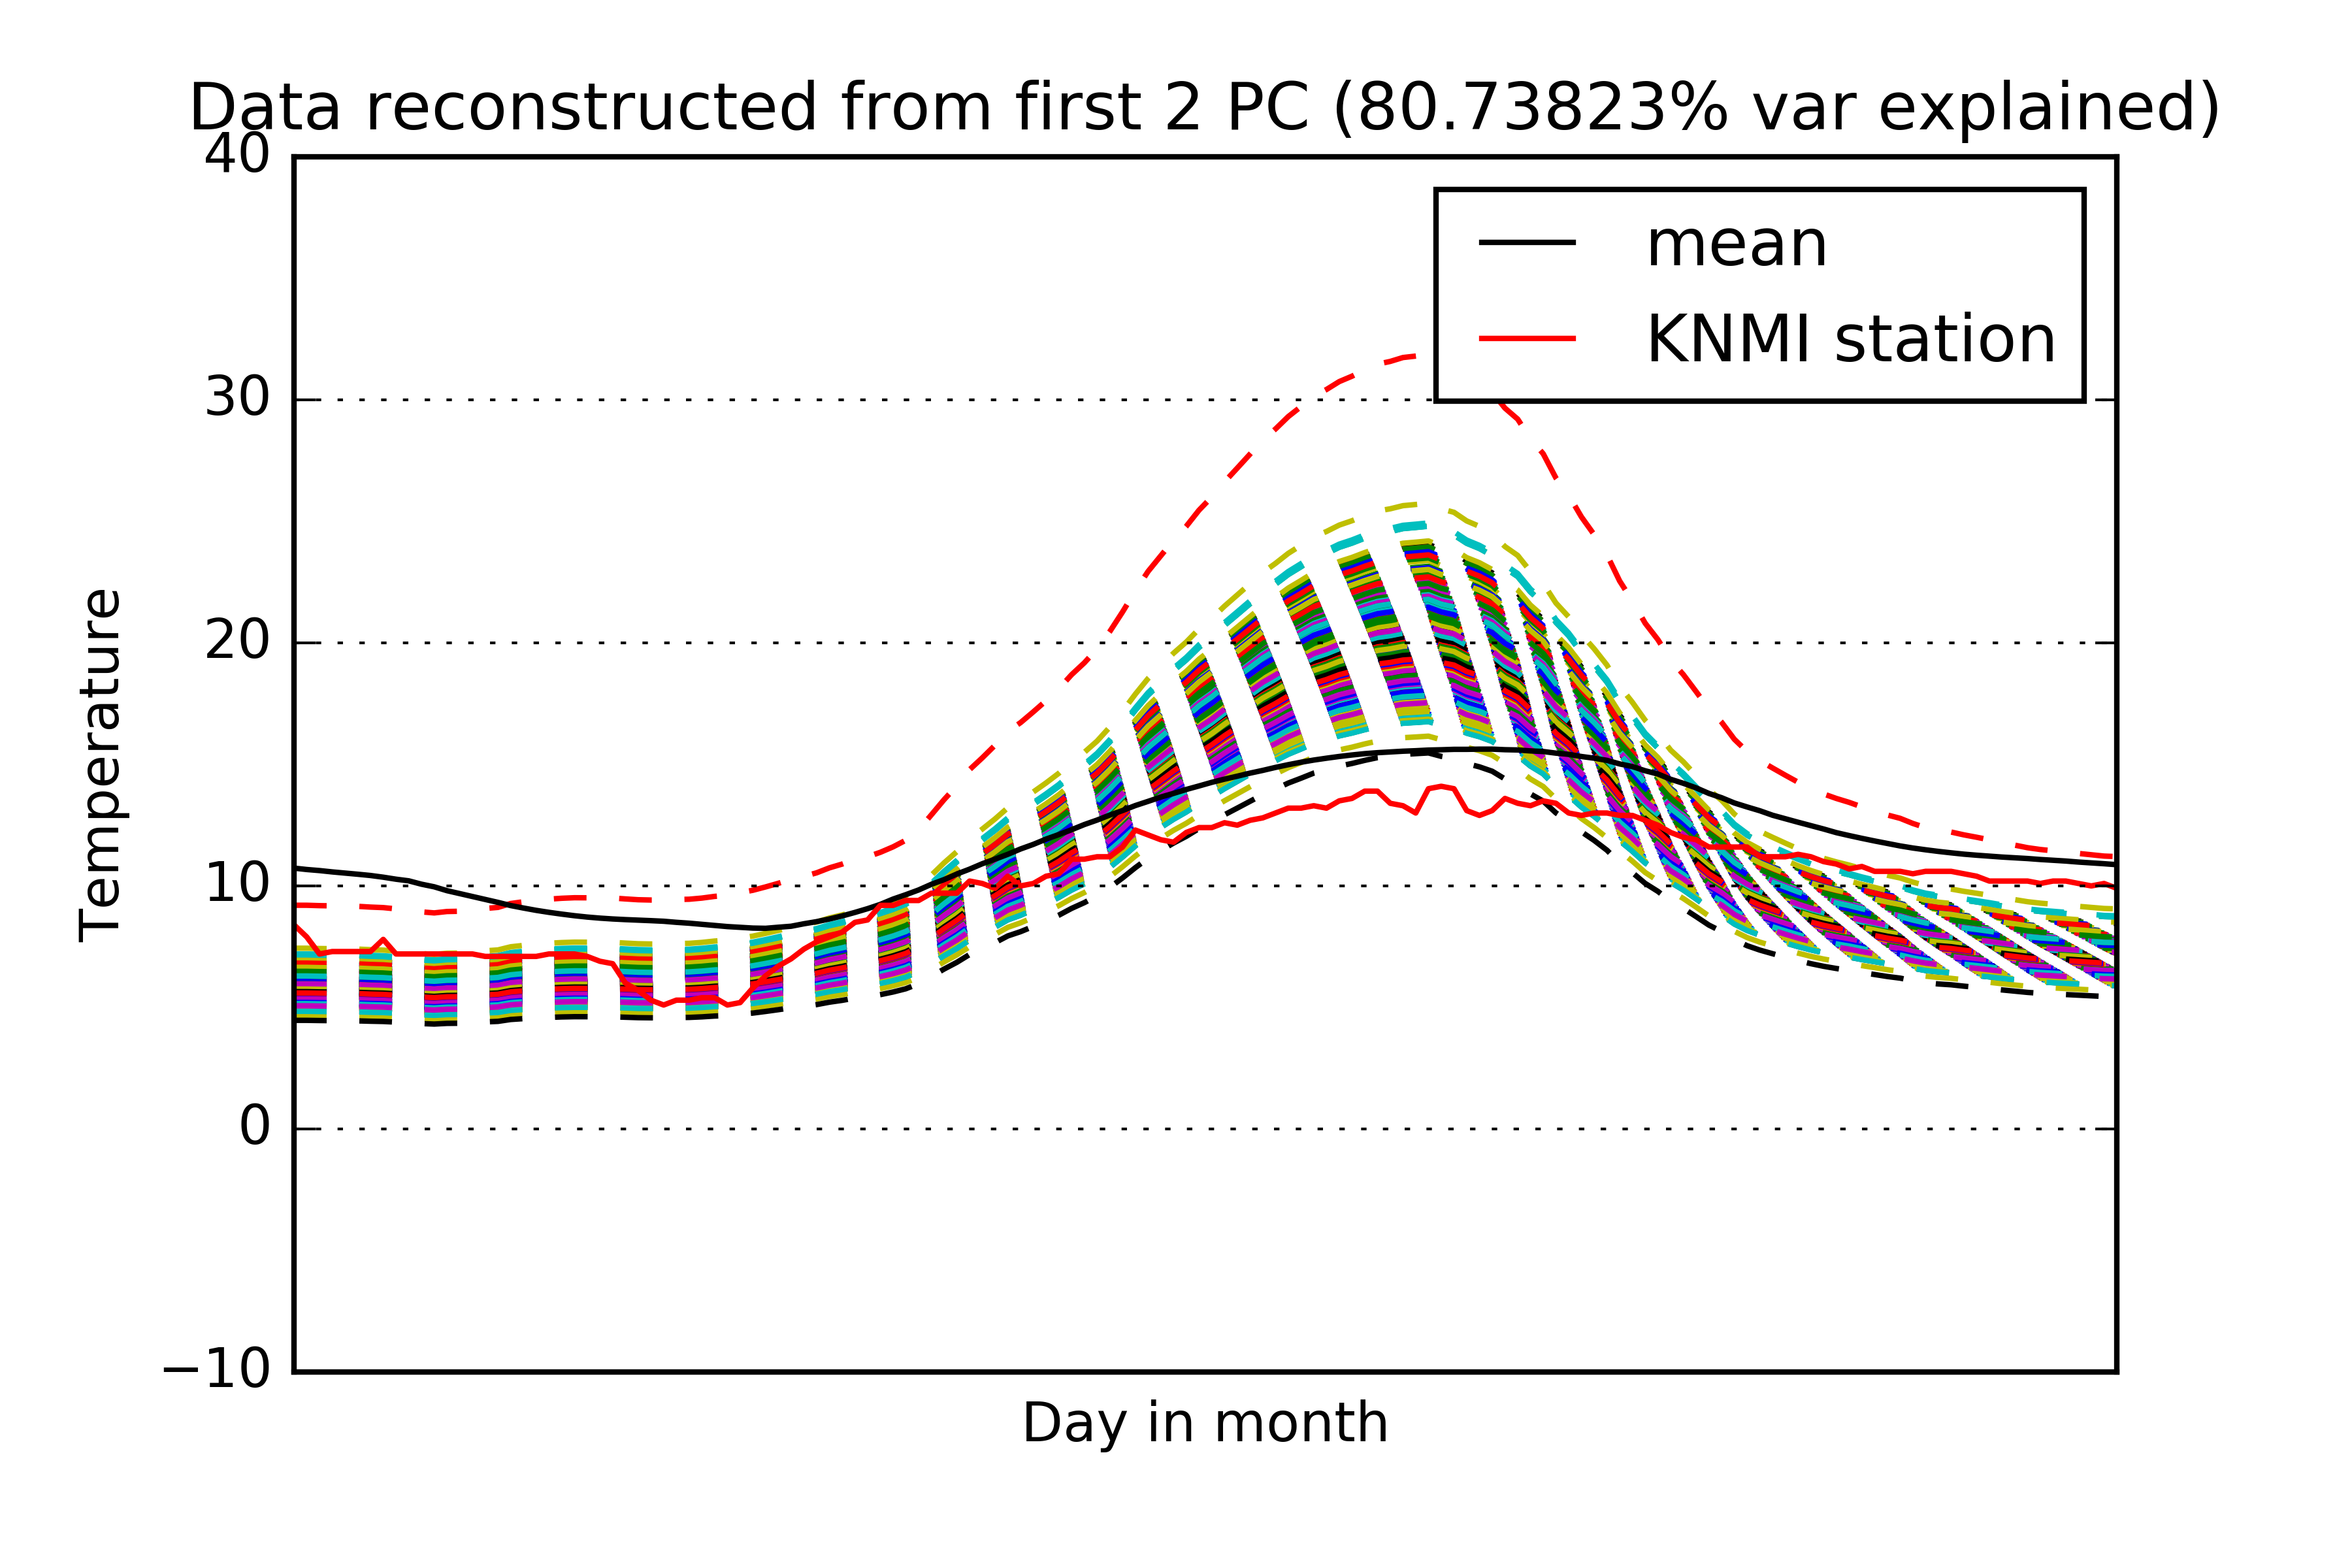 Data reconstructed from first 2 PC (80.73823% var explained)
40
30
20
10
0
−10
Temperature
mean
KNMI station
Day in month